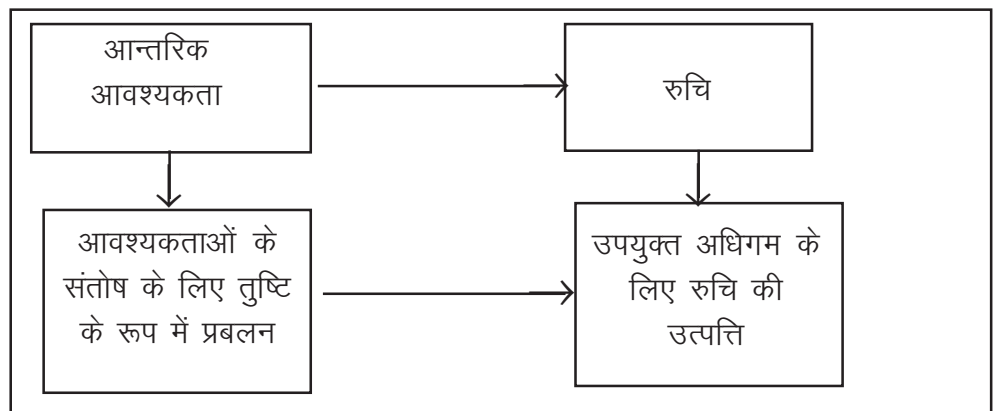 आन्तरिक
आवश्यकता
रुचि
आवश्यकताओं के
संतोष के लिए तुष्टि
के रूप में प्रबलन
उपयुक्त अधिगम के
लिए रुचि की
उत्पत्ति